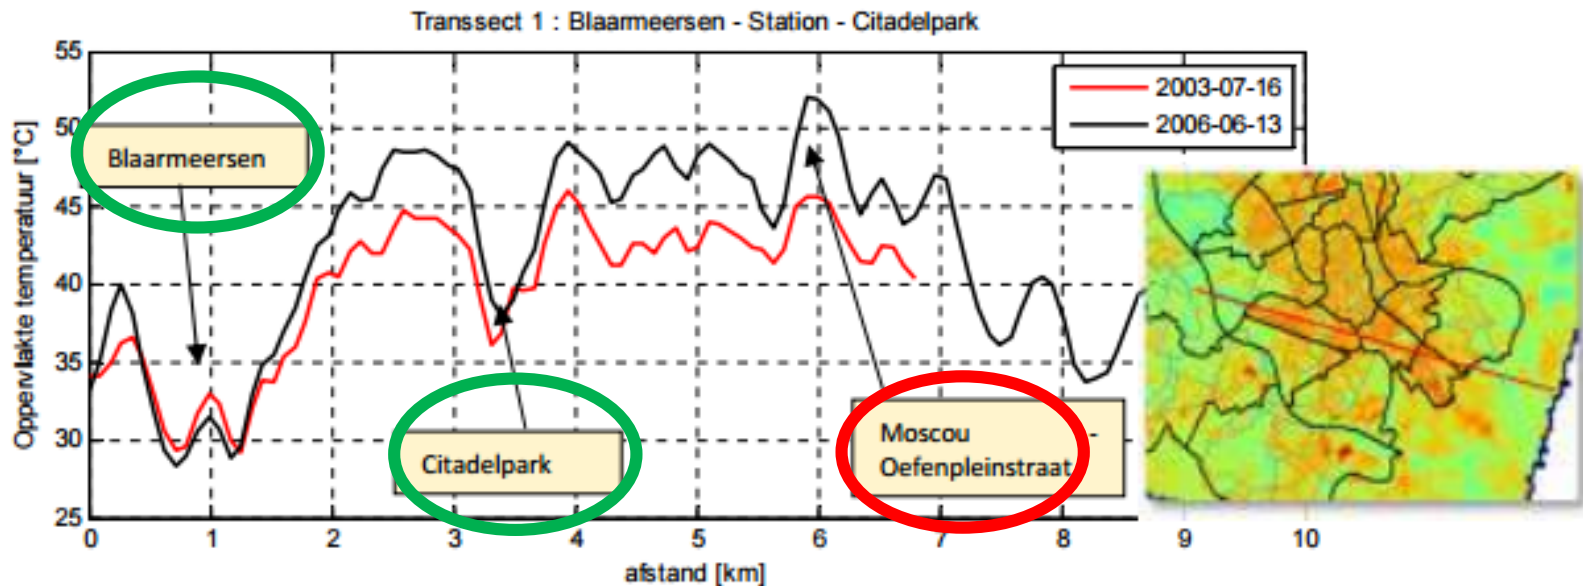 Transsect 1 : Blaarmeersen - Station - Citadelpark
55
50
45
40
35
30
25
Oppervlakte temperatuur [°C]
2003-07-16
2006-06-13
Blaarmeersen
Citadelpark
Moscou -
Oefenpleinstraat
0 1 2 3 4 5 6 7 8 9 10
afstand [km]